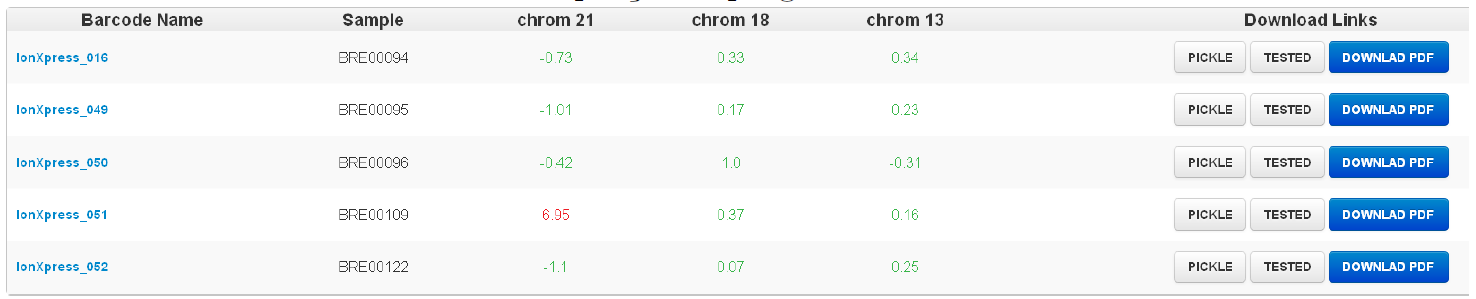 Barcode Name Sample chrom 21 chrom 18 chrom 13 Download Links
IonXpress_016 BRE00094 -0.73 0.33 0.34 PICKLE TESTED DOWNLAD PDF
IonXpress_049 BRE00095 -1.01 0.17 0.23 PICKLE TESTED DOWNLAD PDF
IonXpress_050 BRE00096 -0.42 1.0 -0.31 PICKLE TESTED DOWNLAD PDF
IonXpress_051 BRE00109 6.95 0.37 0.16 PICKLE TESTED DOWNLAD PDF
IonXpress_052 BRE00122 -1.1 0.07 0.25 PICKLE TESTED DOWNLAD PDF